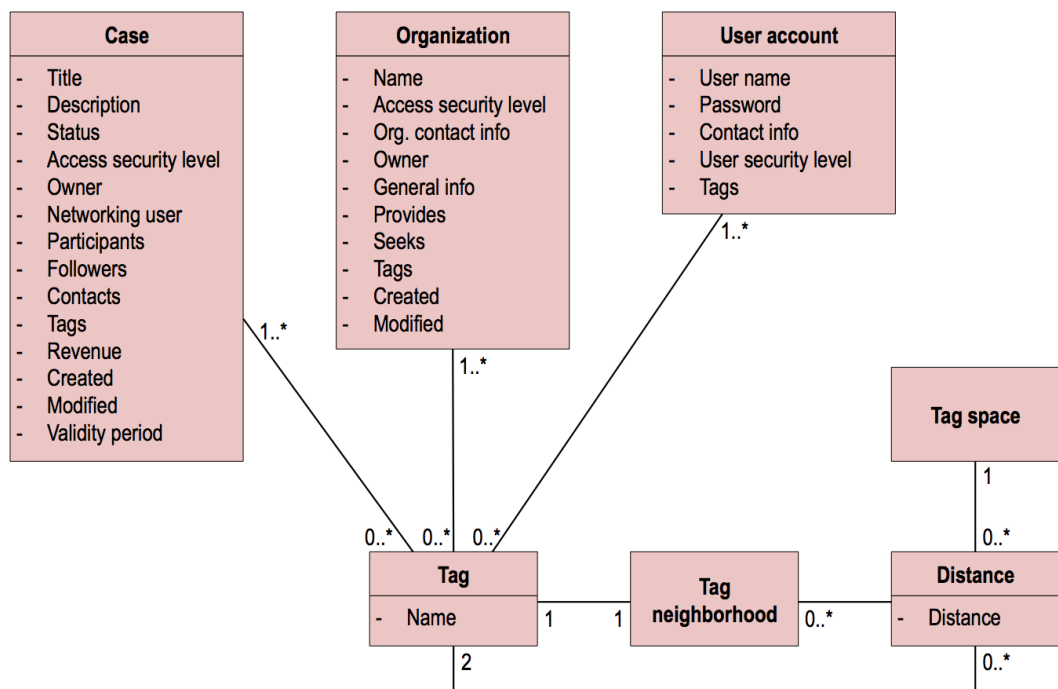 Case
- Title
- Description
- Status
- Access security level
- Owner
- Networking user
- Participants
- Followers
- Contacts
- Tags
- Revenue
- Created
- Modified
- Validity period
Organization
- Name
- Access security level
- Org. contact info
- Owner
- General info
- Provides
- Seeks
- Tags
- Created
- Modified
User account
- User name
- Password
- Contact info
- User security level
- Tags
1..*
1..*
1..*
Tag space
1
0..*
0..*
0..*
0..*
Tag
- Name
1
1
Tag
neighborhood
0..*
Distance
- Distance
2
0..*